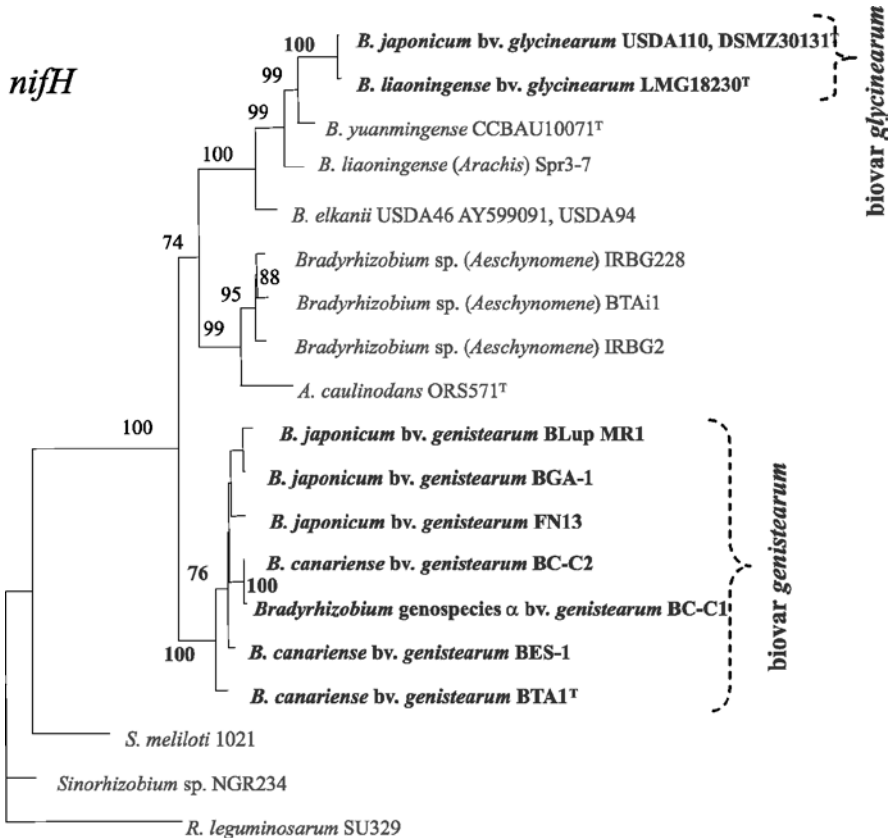 nifH
100
B. japonicum bv. glycinearum USDA110, DSMZ30131T
99
B. liaoningense bv. glycinearum LMG18230T
99
B. yuanmingense CCBAU10071T
100
B. liaoningense (Arachis) Spr3-7
B. elkanii USDA46 AY599091, USDA94
biovar glycinearum
74
Bradyrhizobium sp. (Aeschynomene) IRBG228
95
88
Bradyrhizobium sp. (Aeschynomene) BTAi1
99
Bradyrhizobium sp. (Aeschynomene) IRBG2
A. caulinodans ORS571T
100
B. japonicum bv. genistearum BLup MR1
B. japonicum bv. genistearum BGA-1
B. japonicum bv. genistearum FN13
76
B. canariense bv. genistearum BC-C2
100
Bradyrhizobium genospecies α bv. genistearum BC-C1
100
B. canariense bv. genistearum BES-1
B. canariense bv. genistearum BTA1T
biovar genistearum
S. meliloti 1021
Sinorhizobium sp. NGR234
R. leguminosarum SU329